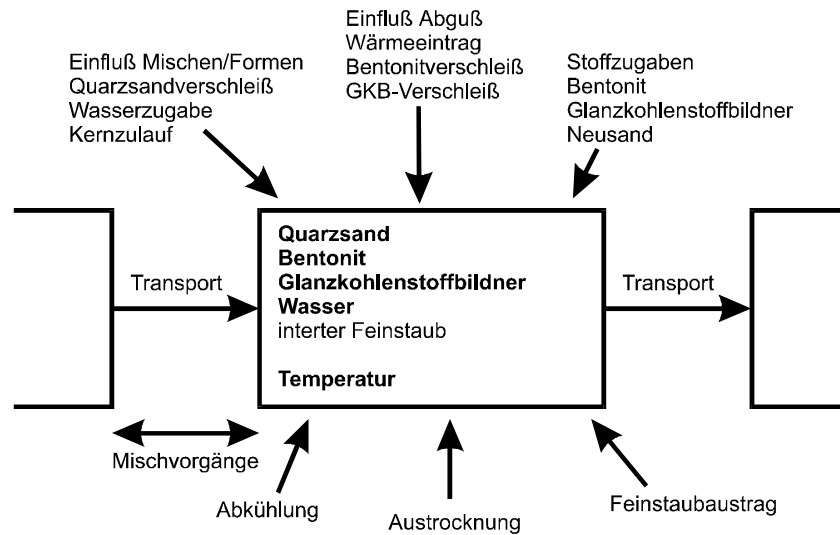 Einfluß Mischen/Formen
Quarzsandverschleiß
Wasserzugabe
Kernzulauf
Einfluß Abguß
Wärmeeintrag
Bentonitverschleiß
GKB-Verschleiß
Stoffzugaben
Bentonit
Glanzkohlenstoffbildner
Neusand
Transport
Quarzsand
Bentonit
Glanzkohlenstoffbildner
Wasser
interter Feinstaub
Temperatur
Transport
Mischvorgänge
Abkühlung
Austrocknung
Feinstaubaustrag